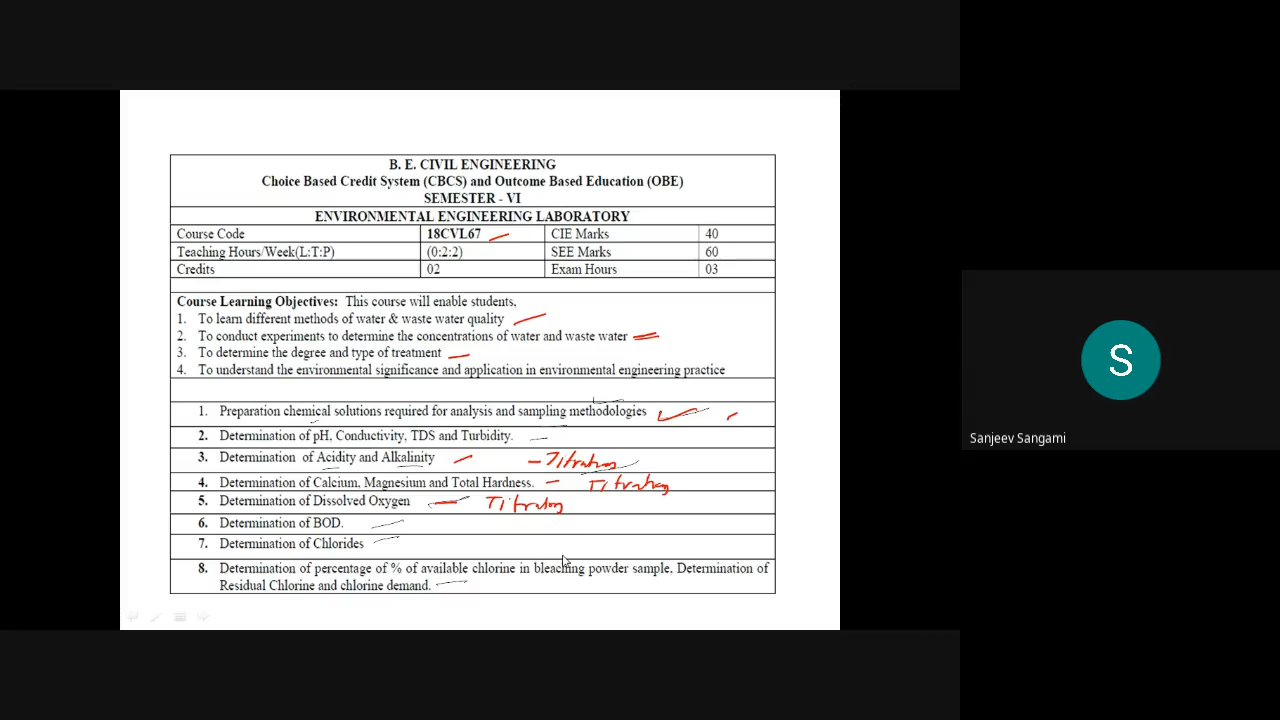 B. E. CIVIL ENGINEERING
Choice Based Credit System (CBCS) and Outcome Based Education (OBE)
SEMESTER - VI
ENVIRONMENTAL ENGINEERING LABORATORY
Course Code 18CVL67 CIE Marks 40
Teaching Hours/Week(L:T:P) (0:2:2) SEE Marks 60
Credits 02 Exam Hours 03
Course Learning Objectives: This course will enable students,
1. To learn different methods of water & waste water quality
2. To conduct experiments to determine the concentrations of water and waste water
3. To determine the degree and type of treatment
4. To understand the environmental significance and application in environmental engineering practice
1. Preparation chemical solutions required for analysis and sampling methodologies
2. Determination of pH, Conductivity, TDS and Turbidity.
3. Determination of Acidity and Alkalinity - Titration
4. Determination of Calcium, Magnesium and Total Hardness. Titration
5. Determination of Dissolved Oxygen Titration
6. Determination of BOD.
7. Determination of Chlorides
8. Determination of percentage of % of available chlorine in bleaching powder sample, Determination of
Residual Chlorine and chlorine demand.
S
Sanjeev Sangami